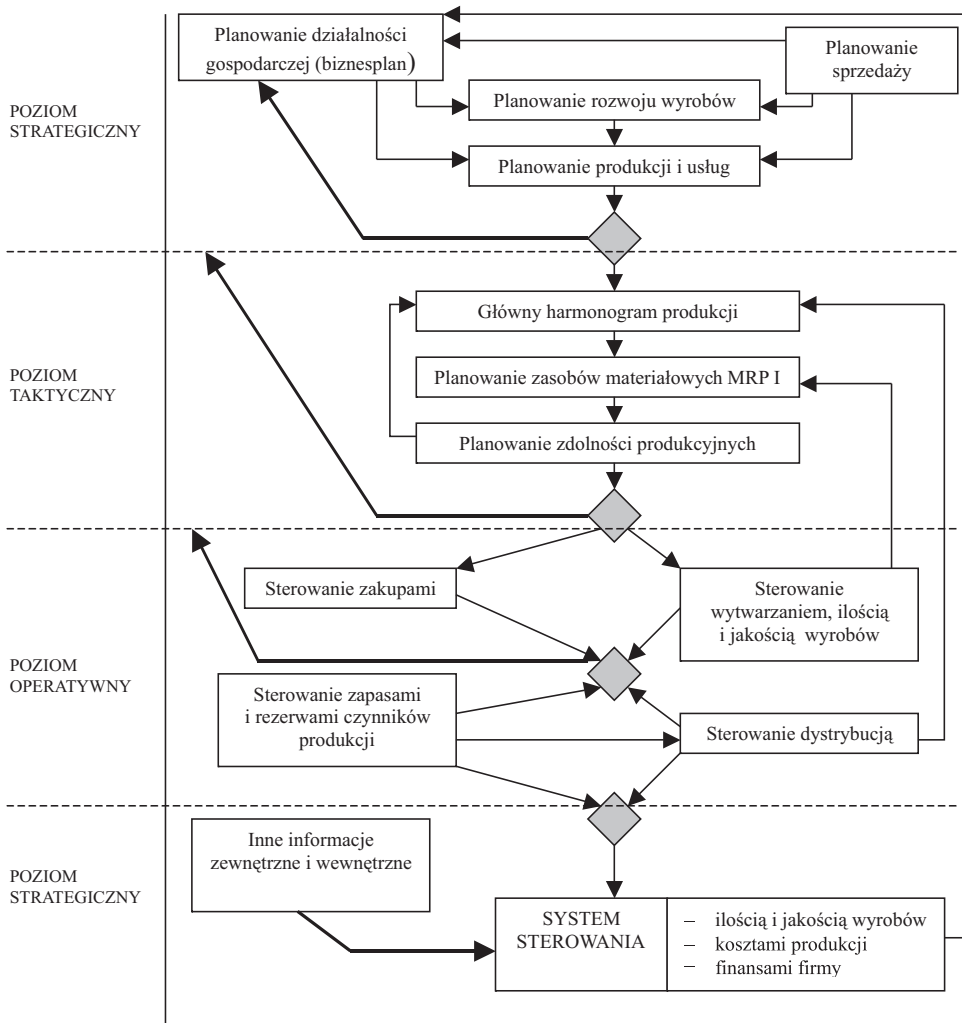 Planowanie działalności
gospodarczej (biznesplan)
Planowanie
sprzedaży
POZIOM
STRATEGICZNY
Planowanie rozwoju wyrobów
Planowanie produkcji i usług
POZIOM
TAKTYCZNY
Główny harmonogram produkcji
Planowanie zasobów materiałowych MRP I
Planowanie zdolności produkcyjnych
POZIOM
OPERATYWNY
Sterowanie zakupami
Sterowanie
wytwarzaniem, ilością
i jakością wyrobów
Sterowanie zapasami
i rezerwami czynników
produkcji
Sterowanie dystrybucją
POZIOM
STRATEGICZNY
Inne informacje
zewnętrzne i wewnętrzne
SYSTEM
STEROWANIA
– ilością i jakością wyrobów
– kosztami produkcji
– finansami firmy